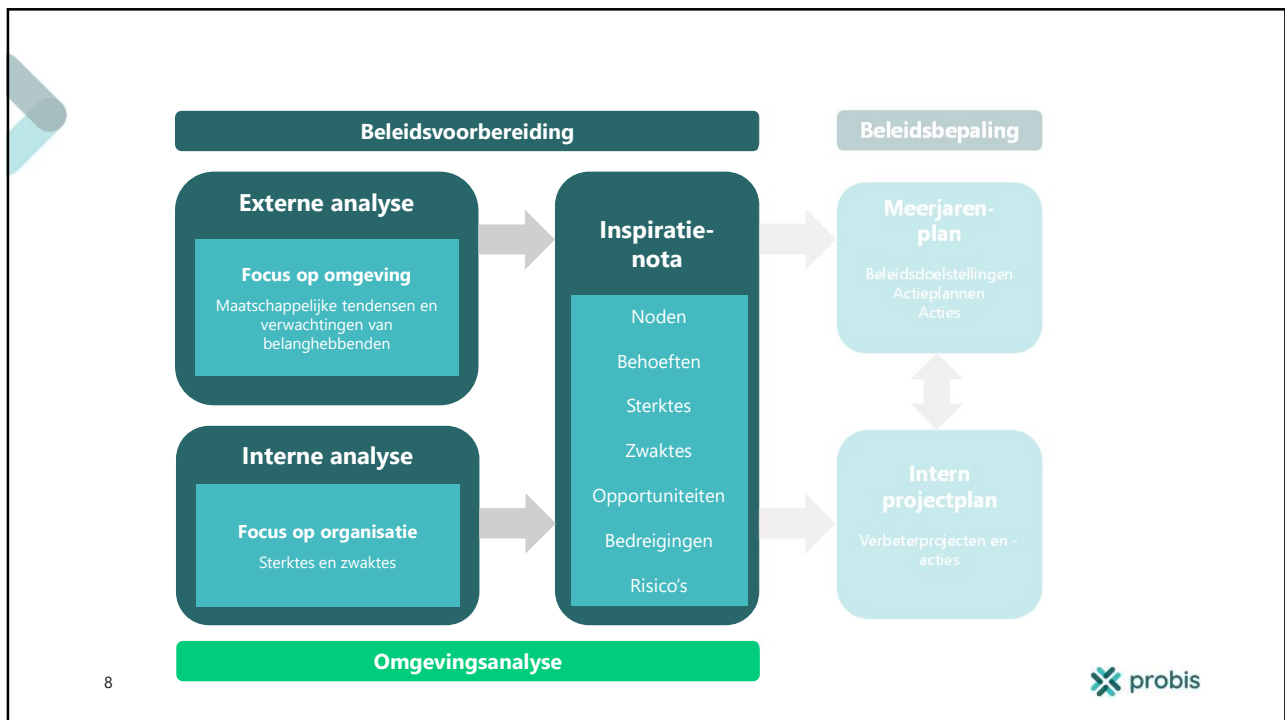 Beleidsvoorbereiding
Beleidsbepaling
Externe analyse
Focus op omgeving
Maatschappelijke tendensen en
verwachtingen van
belanghebbenden
Interne analyse
Focus op organisatie
Sterktes en zwaktes
Inspiratie-
nota
Noden
Behoeften
Sterktes
Zwaktes
Opportuniteiten
Bedreigingen
Risico's
Meerjaren-
plan
Beleidsdoelstellingen
Actieplannen
Acties
Intern
projectplan
Verbeterprojecten en -
acties
Omgevingsanalyse
8
probis